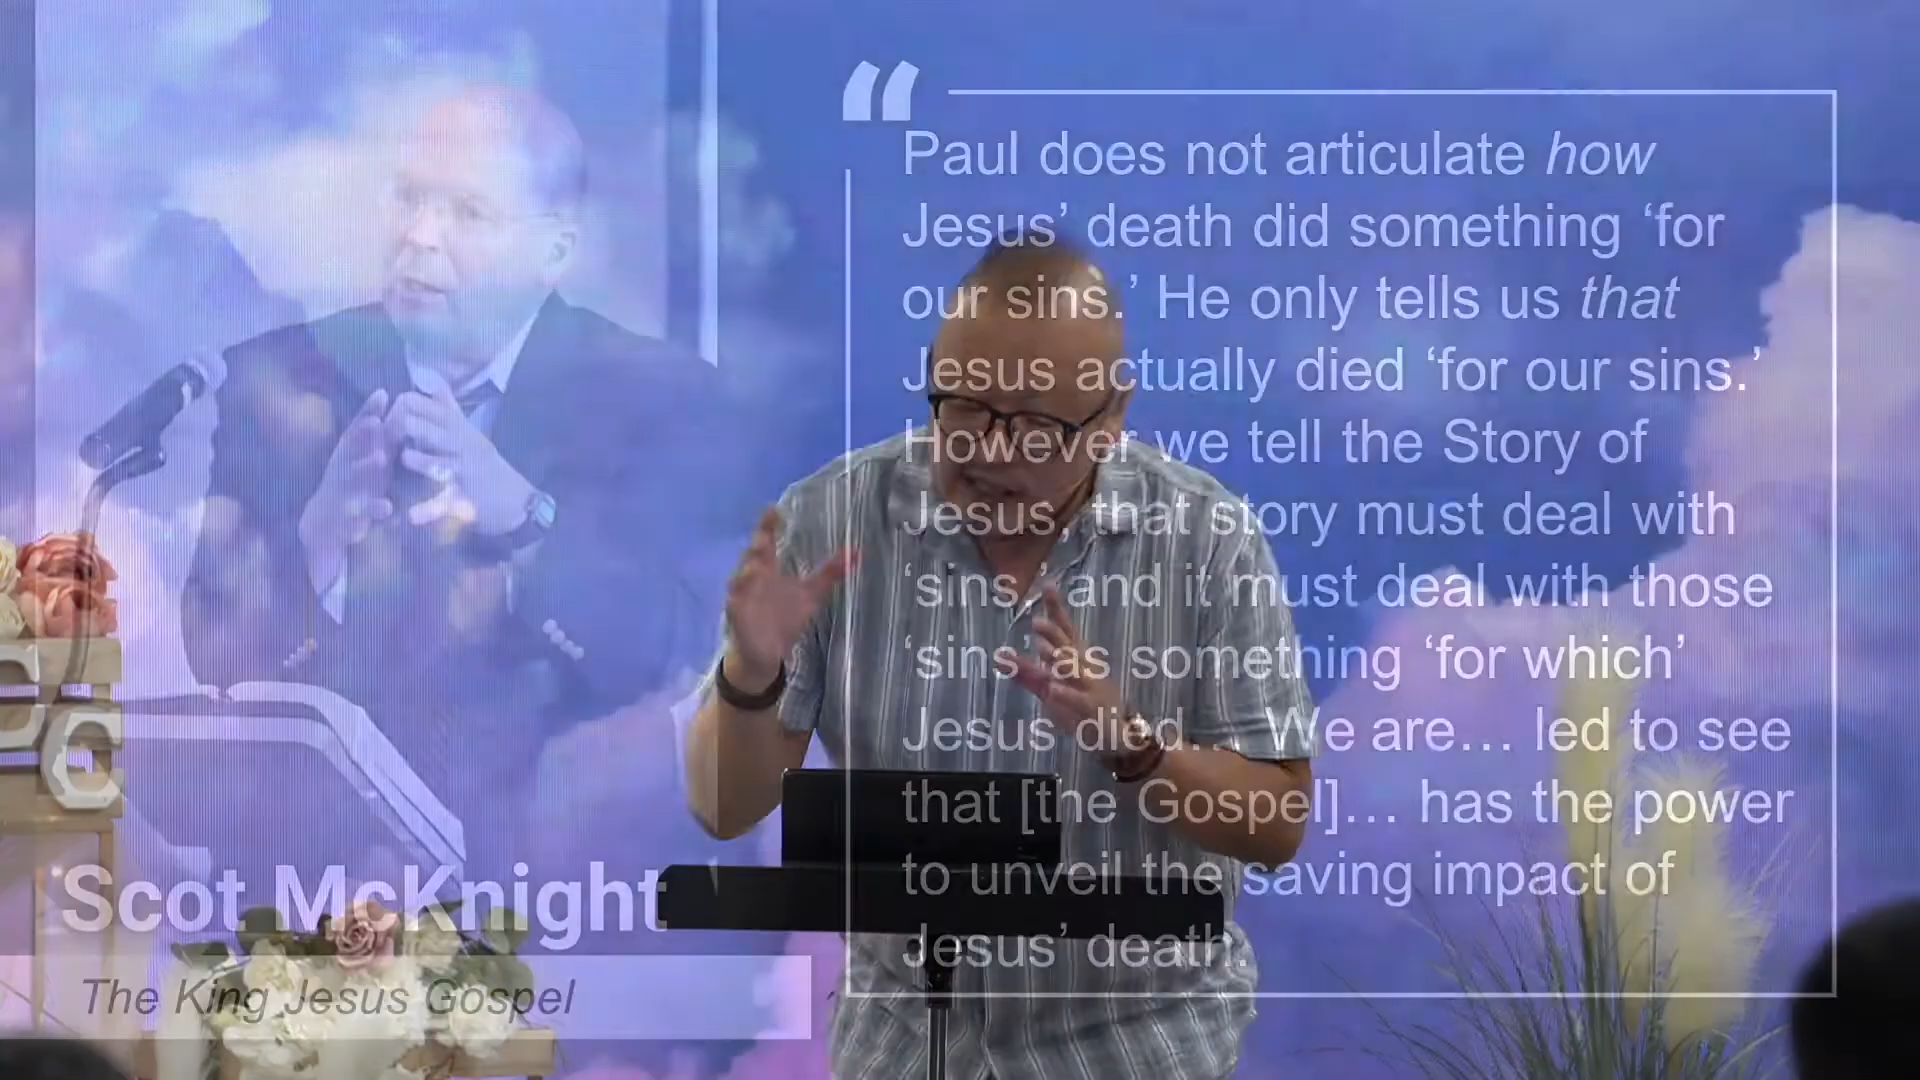 “
Paul does not articulate how
Jesus’ death did something ‘for
our sins.’ He only tells us that
Jesus actually died ‘for our sins.’
However we tell the Story of
Jesus, that story must deal with
‘sins,’ and it must deal with those
‘sins’ as something ‘for which’
Jesus died... We are... led to see
that [the Gospel]... has the power
to unveil the saving impact of
Jesus’ death.
Scot McKnight
The King Jesus Gospel
C